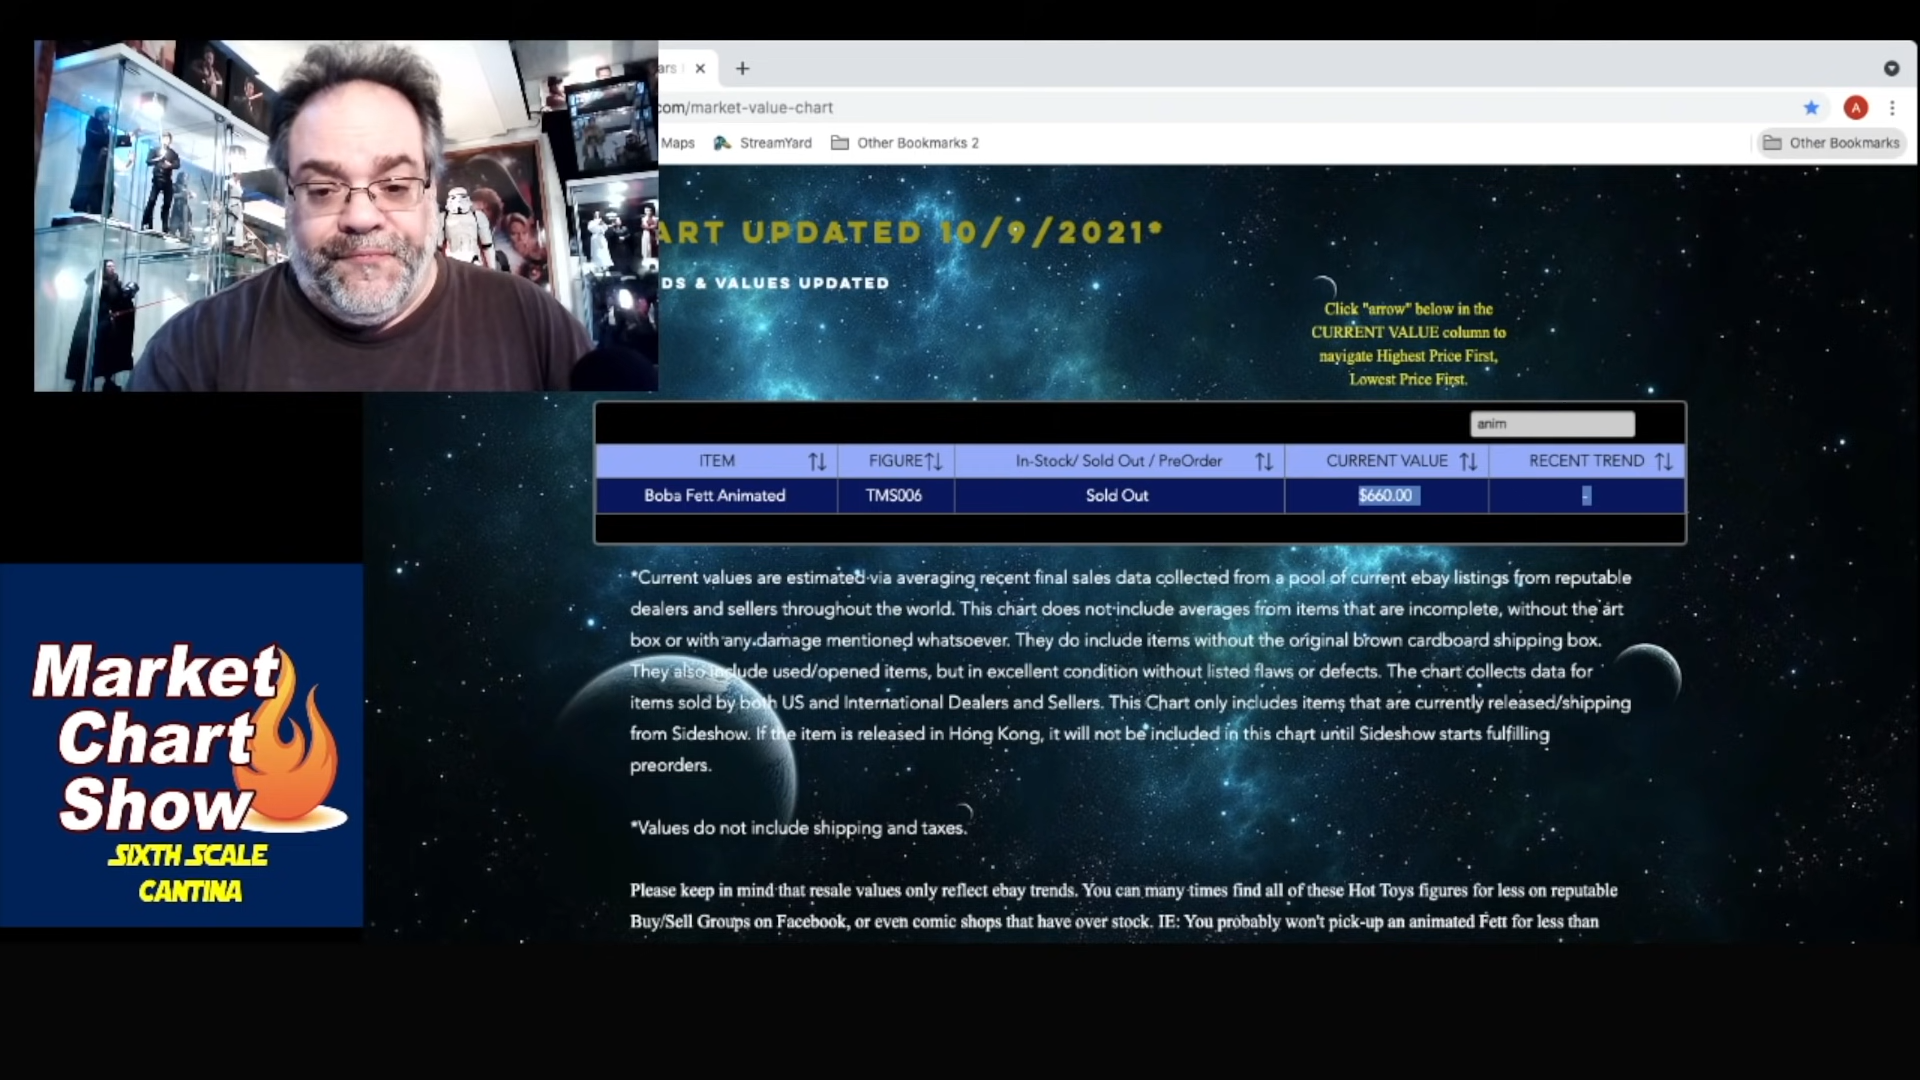 ars
com/market-value-chart
A
Maps
StreamYard
Other Bookmarks 2
Other Bookmarks
ART UPDATED 10/9/2021*
DS & VALUES UPDATED
Click "arrow" below in the
CURRENT VALUE column to
nayigate Highest Price First,
Lowest Price First.
anim
ITEM FIGURE In-Stock/ Sold Out / PreOrder CURRENT VALUE RECENT TREND
Boba Fett Animated TMS006 Sold Out $660.00 -
*Current values are estimated via averaging recent final sales data collected from a pool of current ebay listings from reputable
dealers and sellers throughout the world. This chart does not include averages from items that are incomplete, without the art
box or with any damage mentioned whatsoever. They do include items without the original brown cardboard shipping box.
They also include used/opened items, but in excellent condition without listed flaws or defects. The chart collects data for
items sold by both US and International Dealers and Sellers. This Chart only includes items that are currently released/shipping
from Sideshow. If the item is released in Hong Kong, it will not be included in this chart until Sideshow starts fulfilling
preorders.
*Values do not include shipping and taxes.
Please keep in mind that resale values only reflect ebay trends. You can many times find all of these Hot Toys figures for less on reputable
Buy/Sell Groups on Facebook, or even comic shops that have over stock. IE: You probably won't pick-up an animated Fett for less than
Market
Chart
Show
SIXTH SCALE
CANTINA